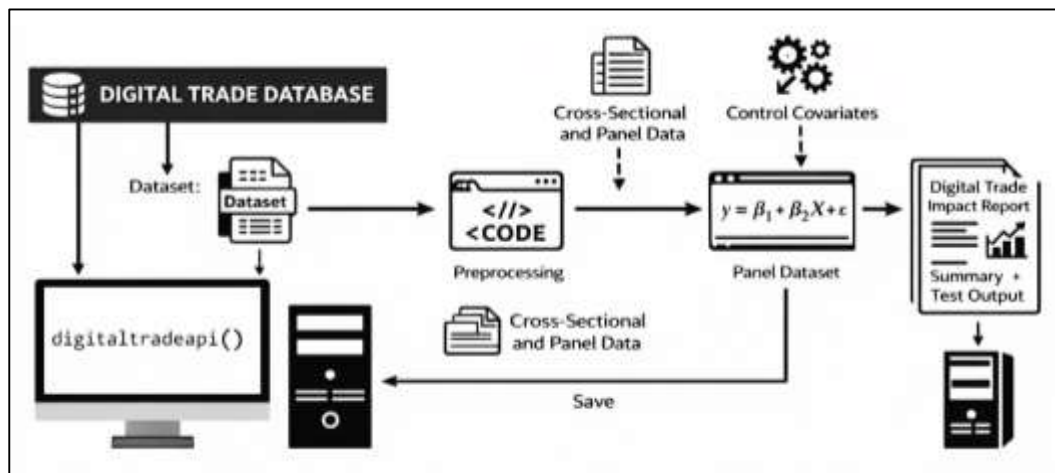 DIGITAL TRADE DATABASE
Dataset:
Dataset
Cross-Sectional
and Panel Data
Control Covariates
<//>
<CODE
Preprocessing
y = β₁ + β₂X + ε
Panel Dataset
Digital Trade
Impact Report
Summary +
Test Output
digitaltradeapi()
Cross-Sectional
and Panel Data
Save